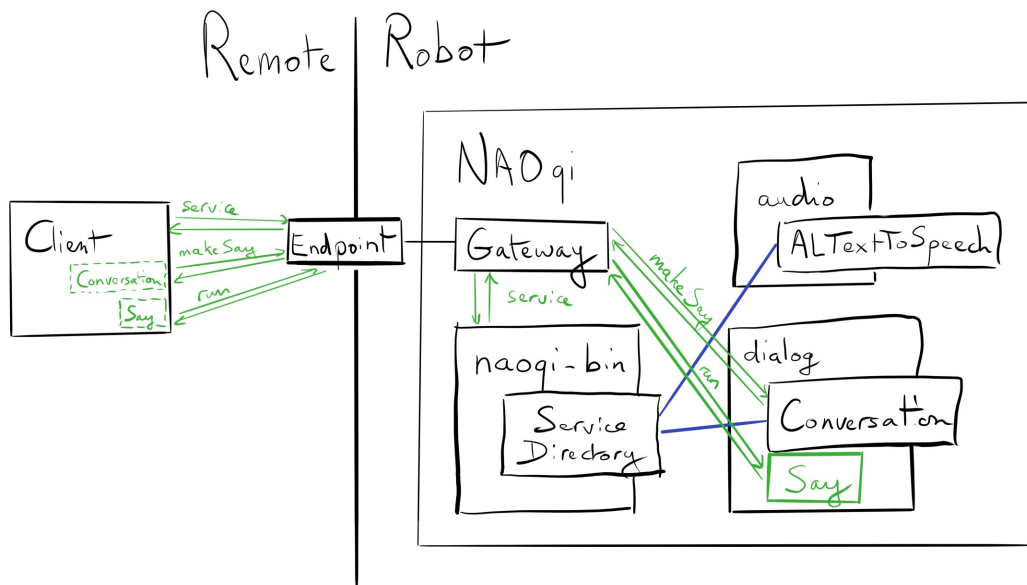 Remote
Robot
NAOqi
Client
service
makeSay
Conversation
run
Say
Endpoint
Gateway
service
makeSay
run
naoqi-bin
Service
Directory
audio
ALTextToSpeech
dialog
Conversation
Say